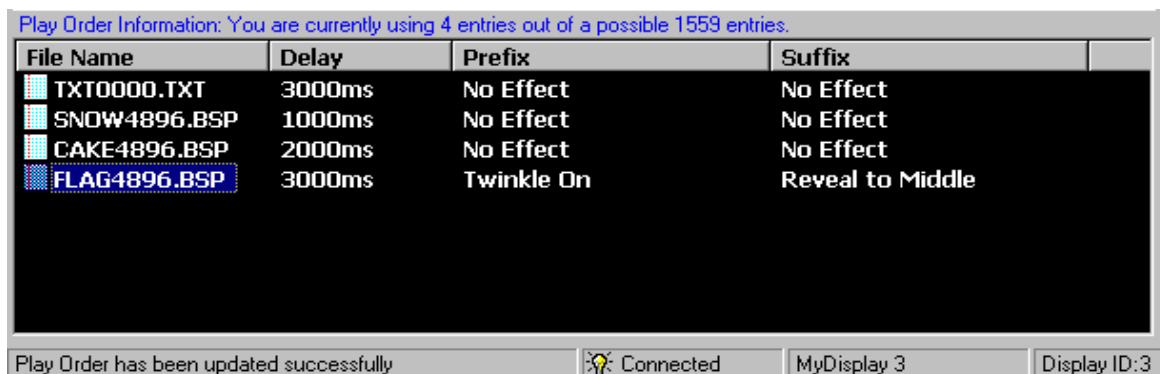 Play Order Information: You are currently using 4 entries out of a possible 1559 entries.
File Name Delay Prefix Suffix
TXT0000.TXT 3000ms No Effect No Effect
SNOW4896.BSP 1000ms No Effect No Effect
CAKE4896.BSP 2000ms No Effect No Effect
FLAG4896.BSP 3000ms Twinkle On Reveal to Middle
Play Order has been updated successfully Connected MyDisplay 3 Display ID:3